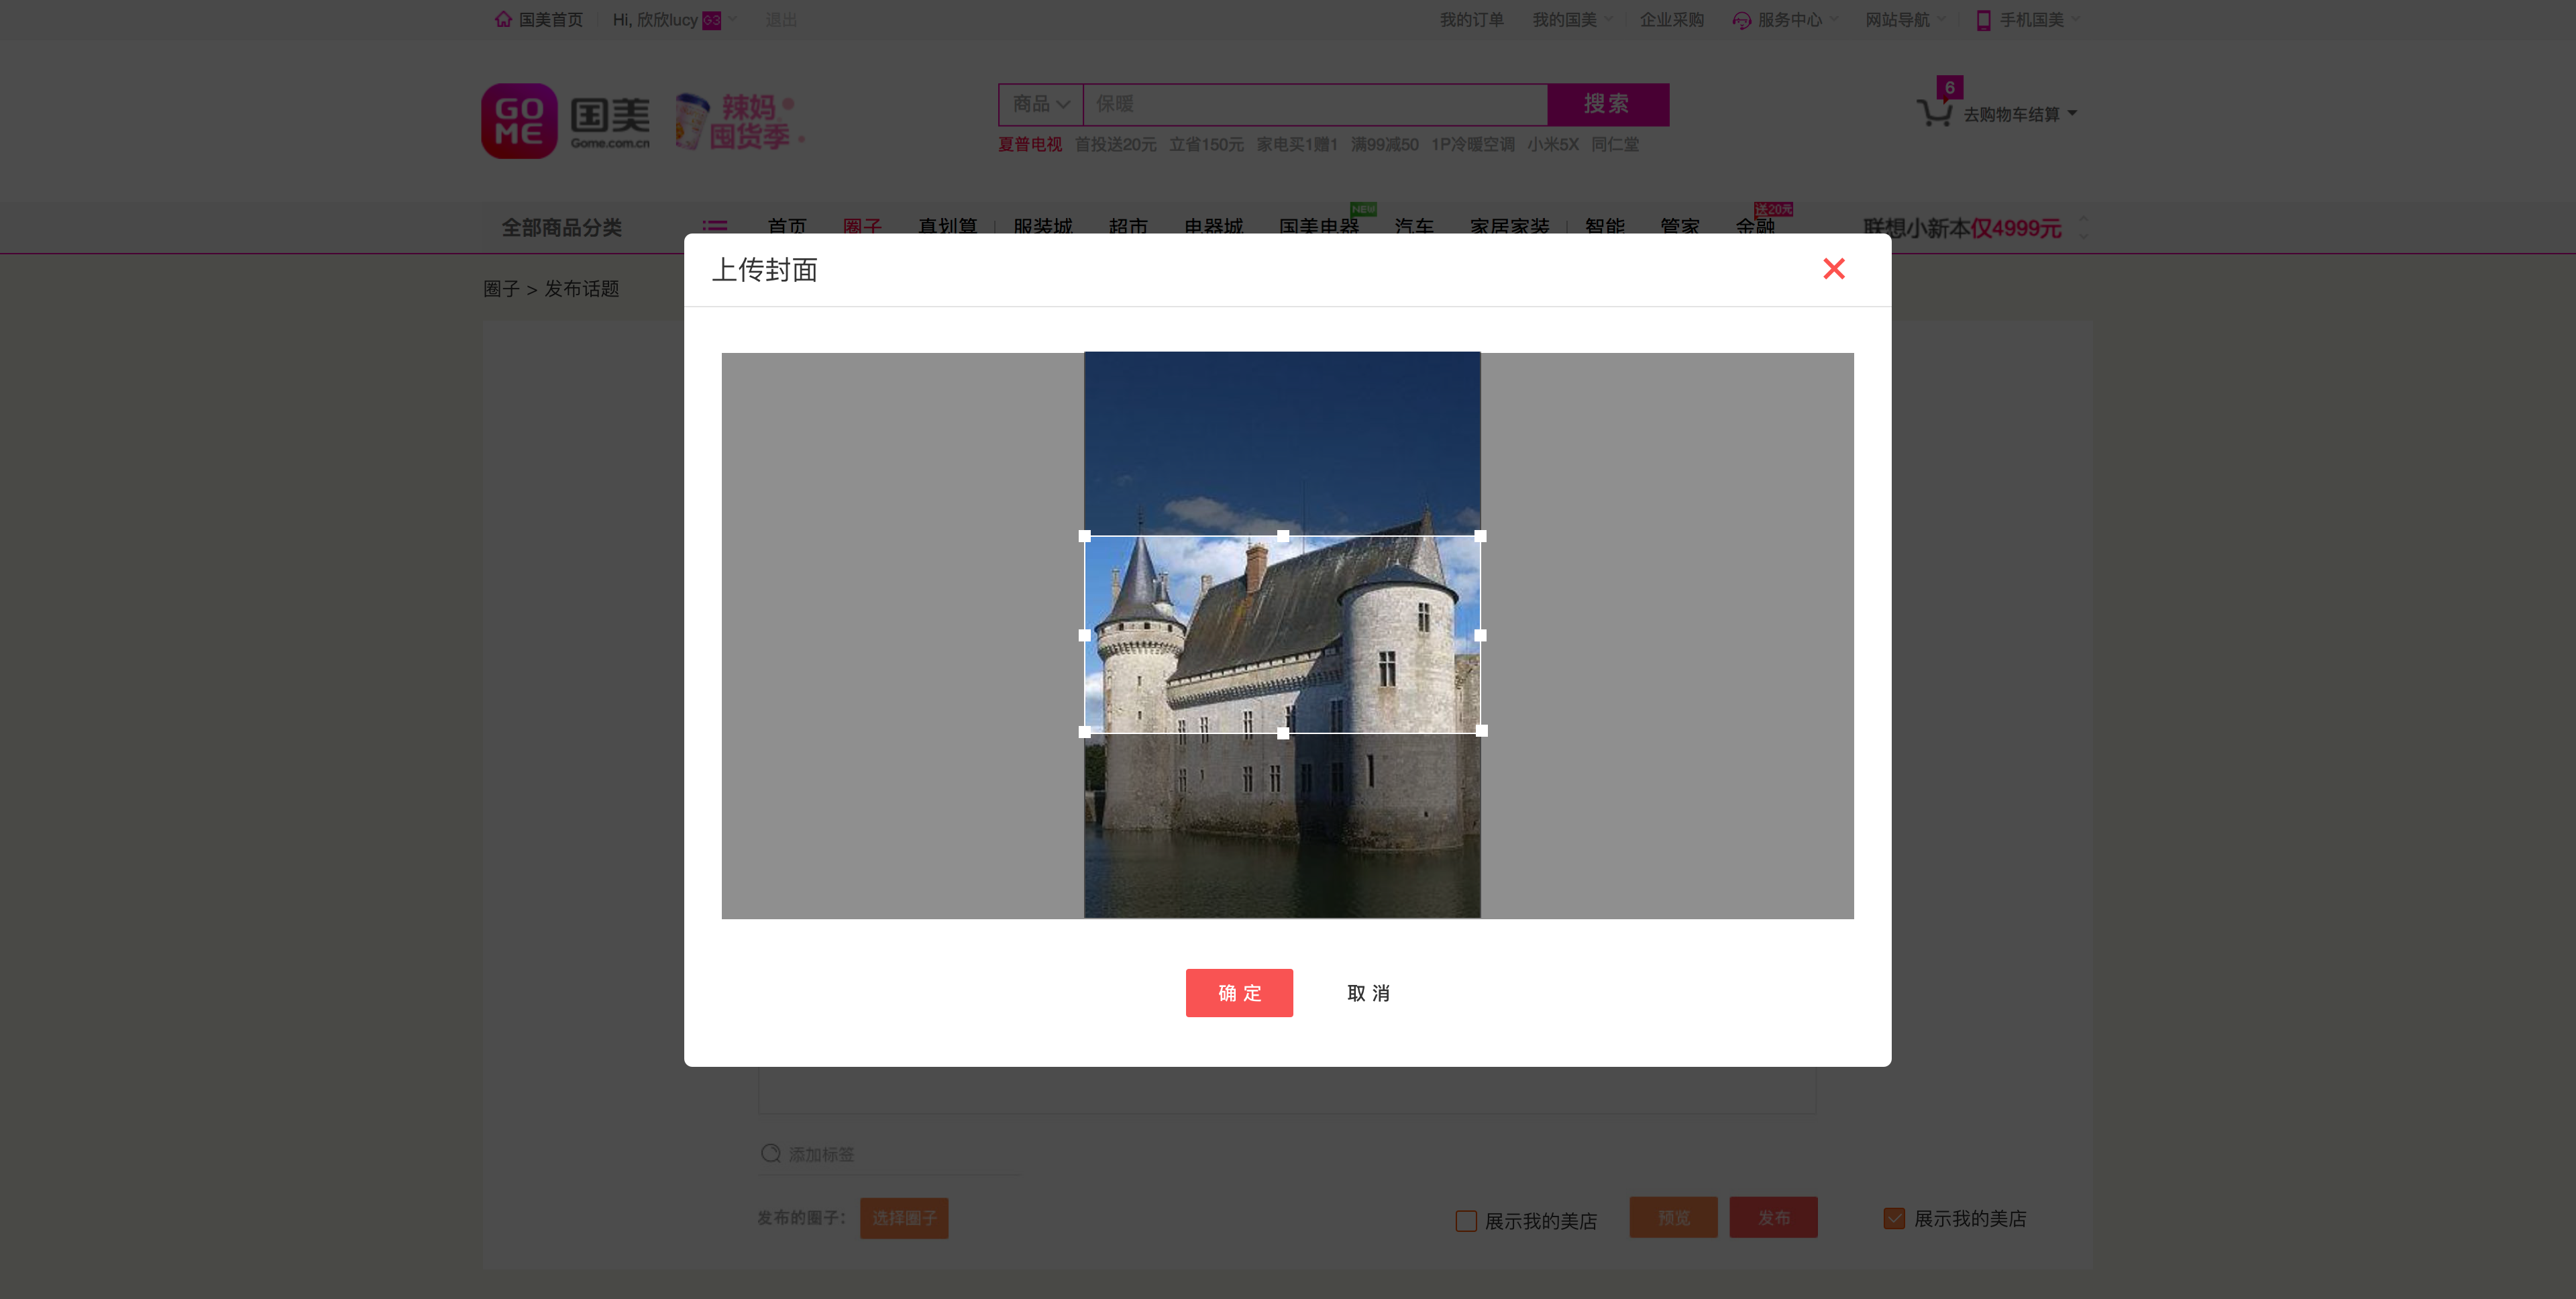 国美首页 Hi, 欣欣lucy G3 退出 我的订单 我的国美 企业采购 服务中心 网站导航 手机国美
GOME 国美 Gome.com.cn
辣妈
囤货季
商品 保暖 搜索
6 去购物车结算
夏普电视 首投送20元 立省150元 家电买1赠1 满99减50 1P冷暖空调 小米5X 同仁堂
NEW 送20元
全部商品分类 首页 圈子 真划算 服装城 超市 电器城 国美电器 汽车 家居家装 智能 管家 金融 联想小新本仅4999元
圈子 > 发布话题
上传封面
确定 取消
添加标签
发布的圈子： 选择圈子 展示我的美店 预览 发布 展示我的美店